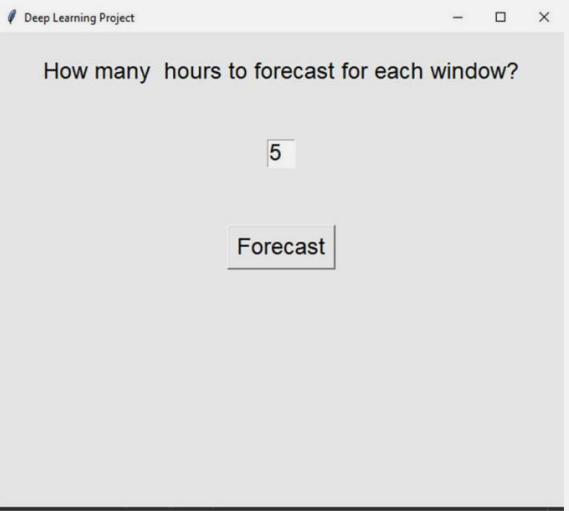 Deep Learning Project
How many  hours to forecast for each window?
5
Forecast